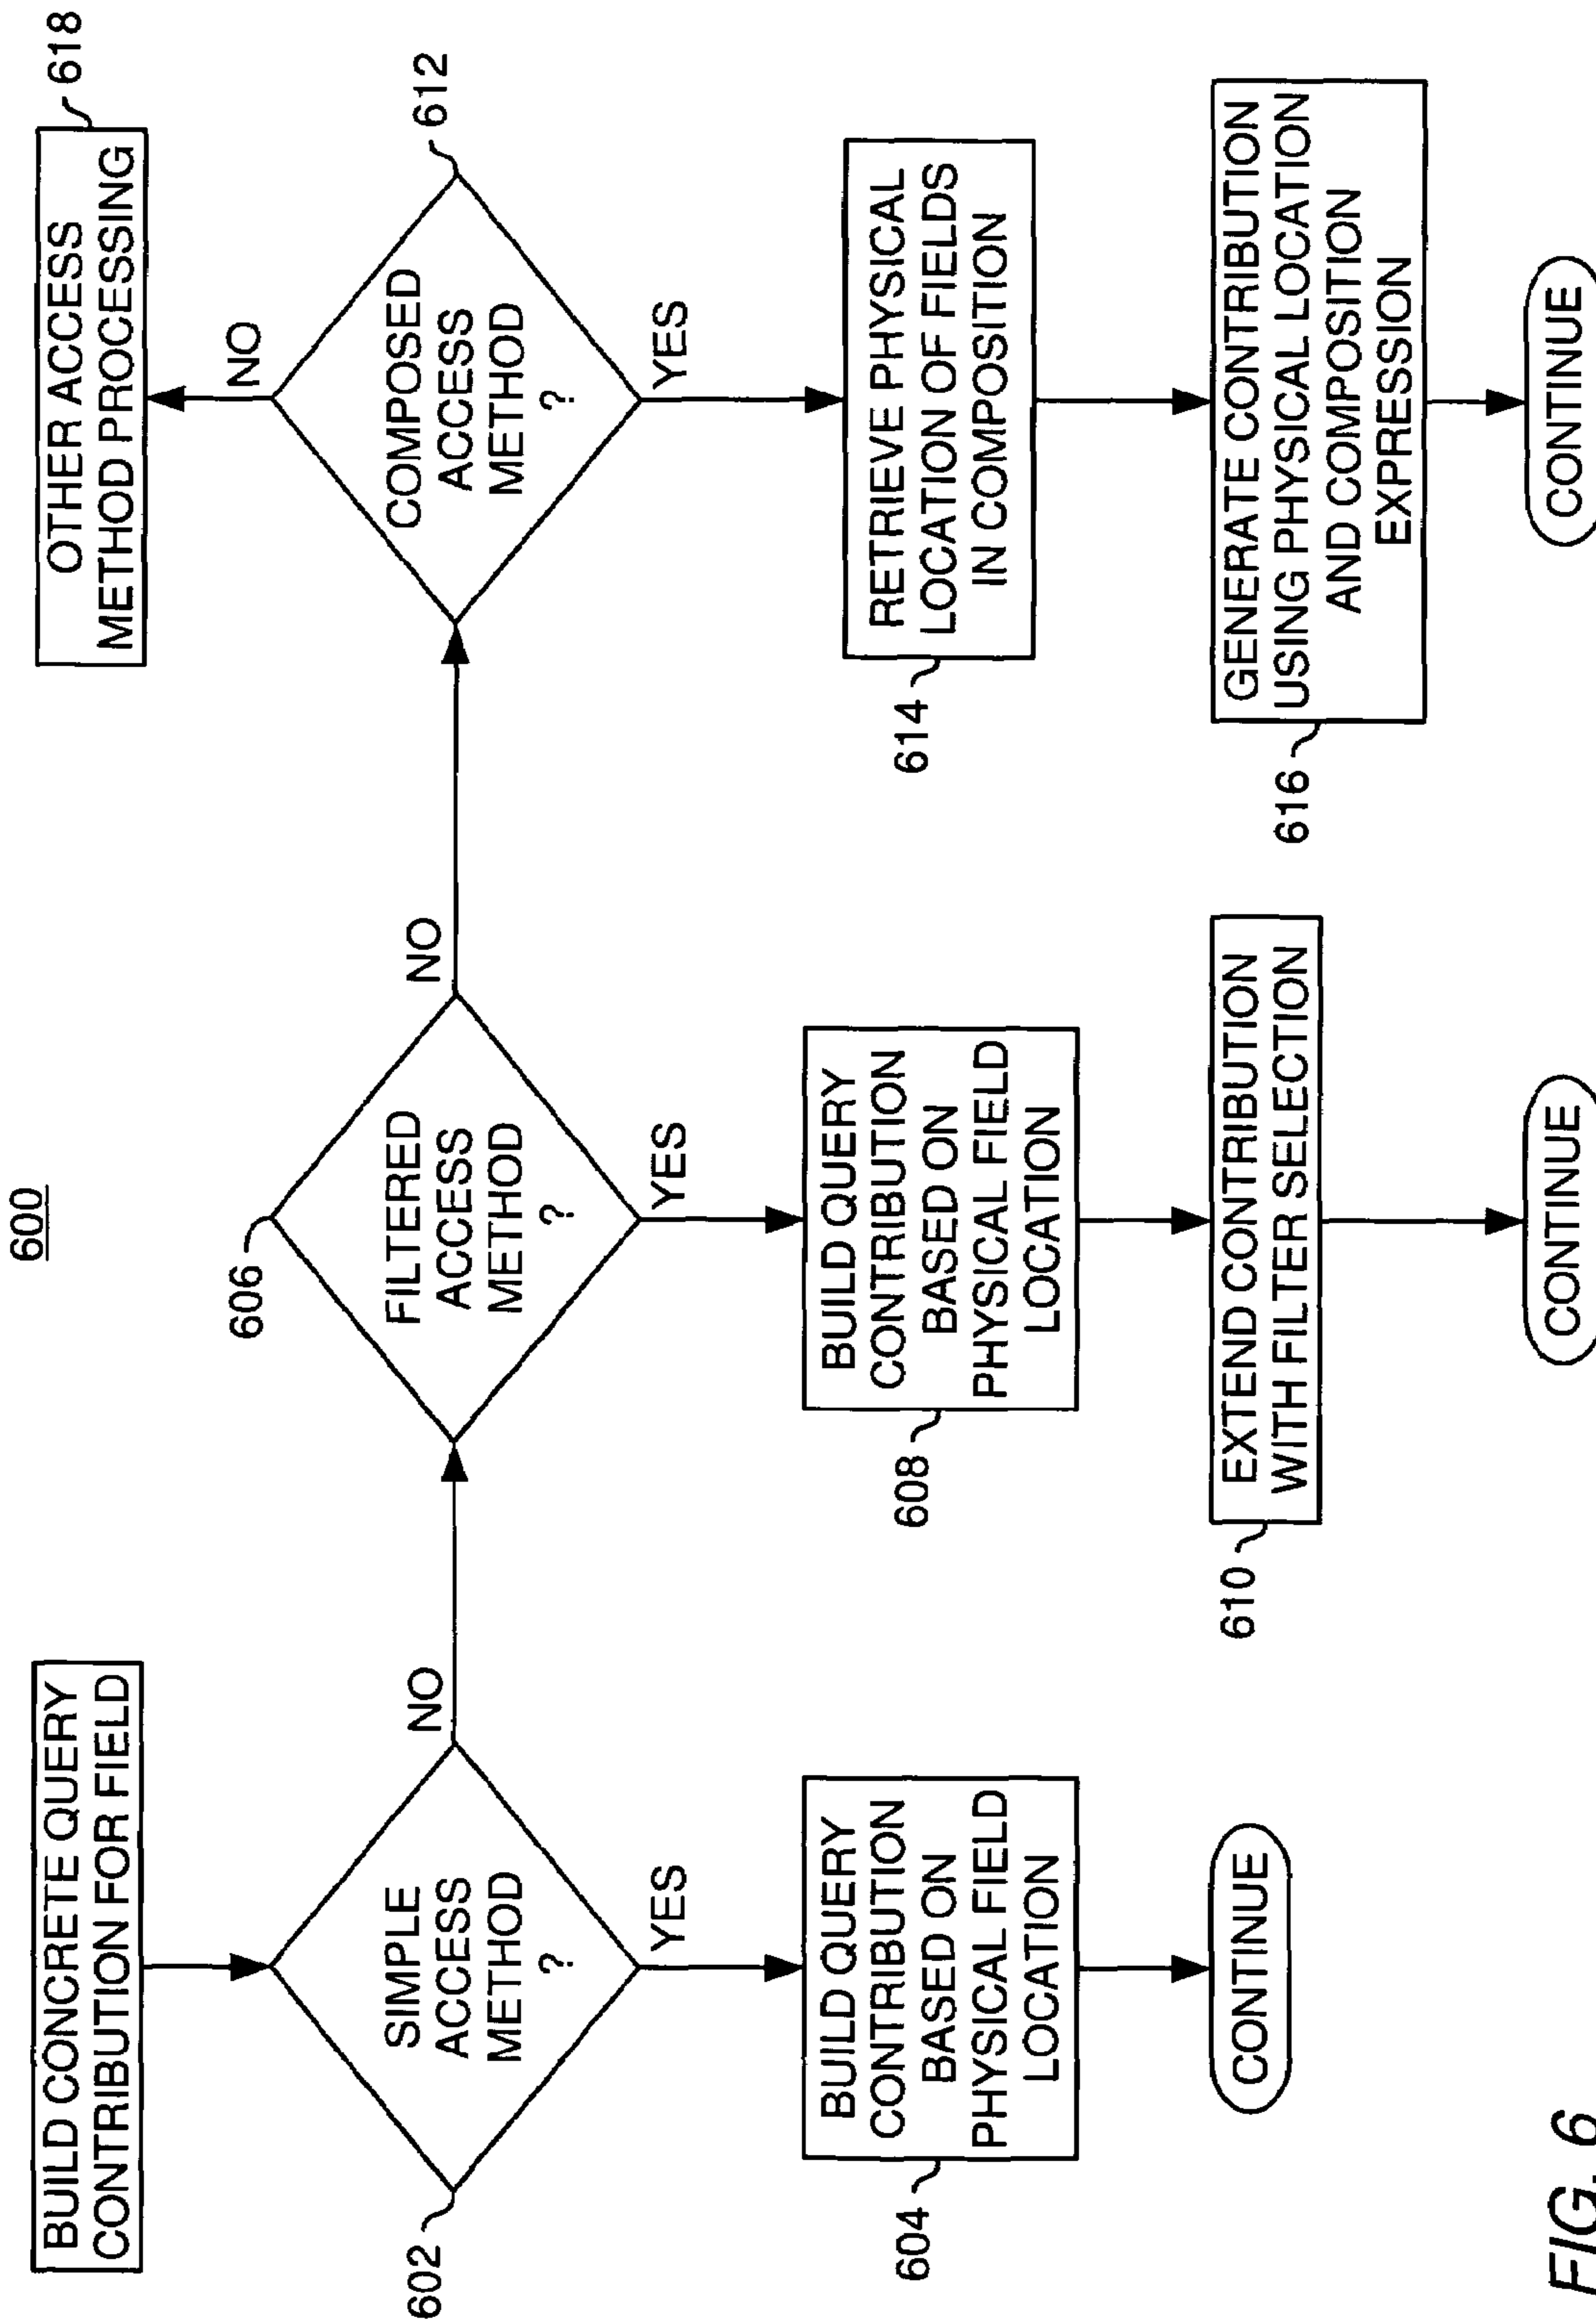 600
BUILD CONCRETE QUERY
CONTRIBUTION FOR FIELD
602
SIMPLE
ACCESS
METHOD
?
NO
YES
604
BUILD QUERY
CONTRIBUTION
BASED ON
PHYSICAL FIELD
LOCATION
CONTINUE
606
FILTERED
ACCESS
METHOD
?
NO
YES
608
BUILD QUERY
CONTRIBUTION
BASED ON
PHYSICAL FIELD
LOCATION
610
EXTEND CONTRIBUTION
WITH FILTER SELECTION
CONTINUE
OTHER ACCESS
METHOD PROCESSING
618
NO
612
COMPOSED
ACCESS
METHOD
?
YES
614
RETRIEVE PHYSICAL
LOCATION OF FIELDS
IN COMPOSITION
616
GENERATE CONTRIBUTION
USING PHYSICAL LOCATION
AND COMPOSITION
EXPRESSION
CONTINUE
FIG. 6